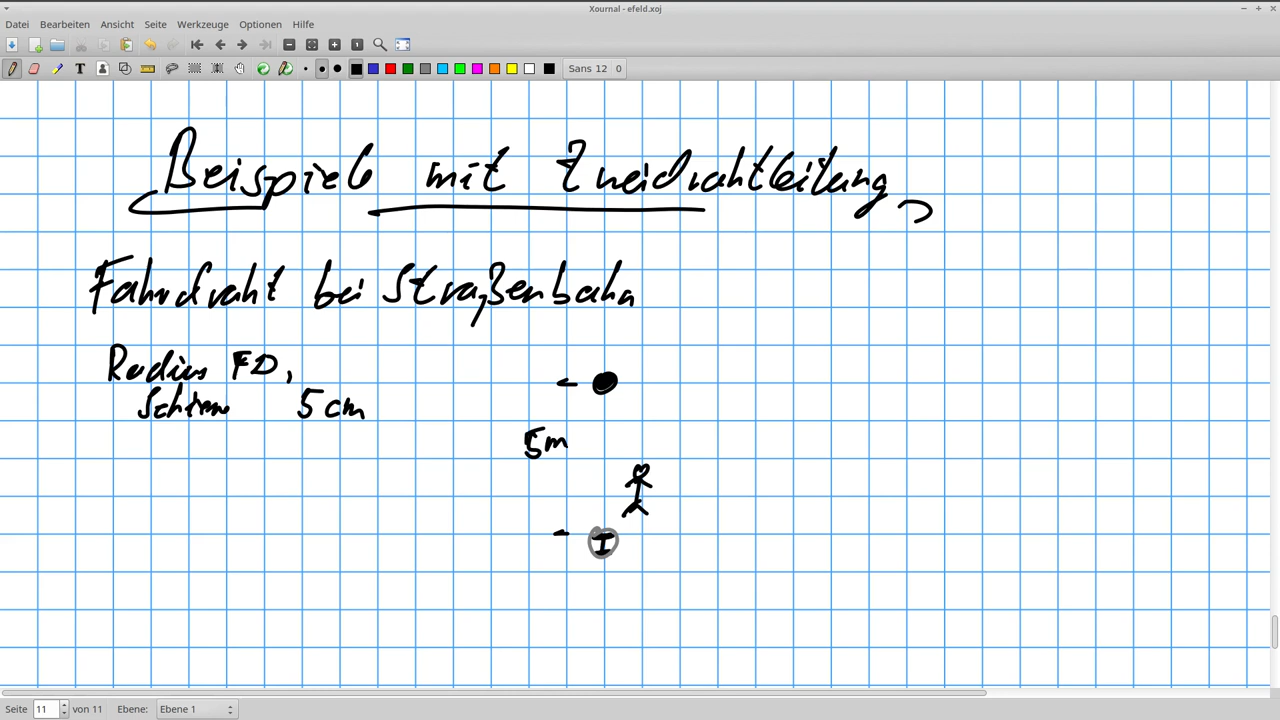 Xournal - efeld.xoj
Datei Bearbeiten Ansicht Seite Werkzeuge Optionen Hilfe
Sans 12 0
Beispiele mit Zweidrahtleitung
Fahrdraht bei Straßenbahn
Radius FD,
Schiene 5 cm
5m
I
Seite 11 von 11 Ebene: Ebene 1